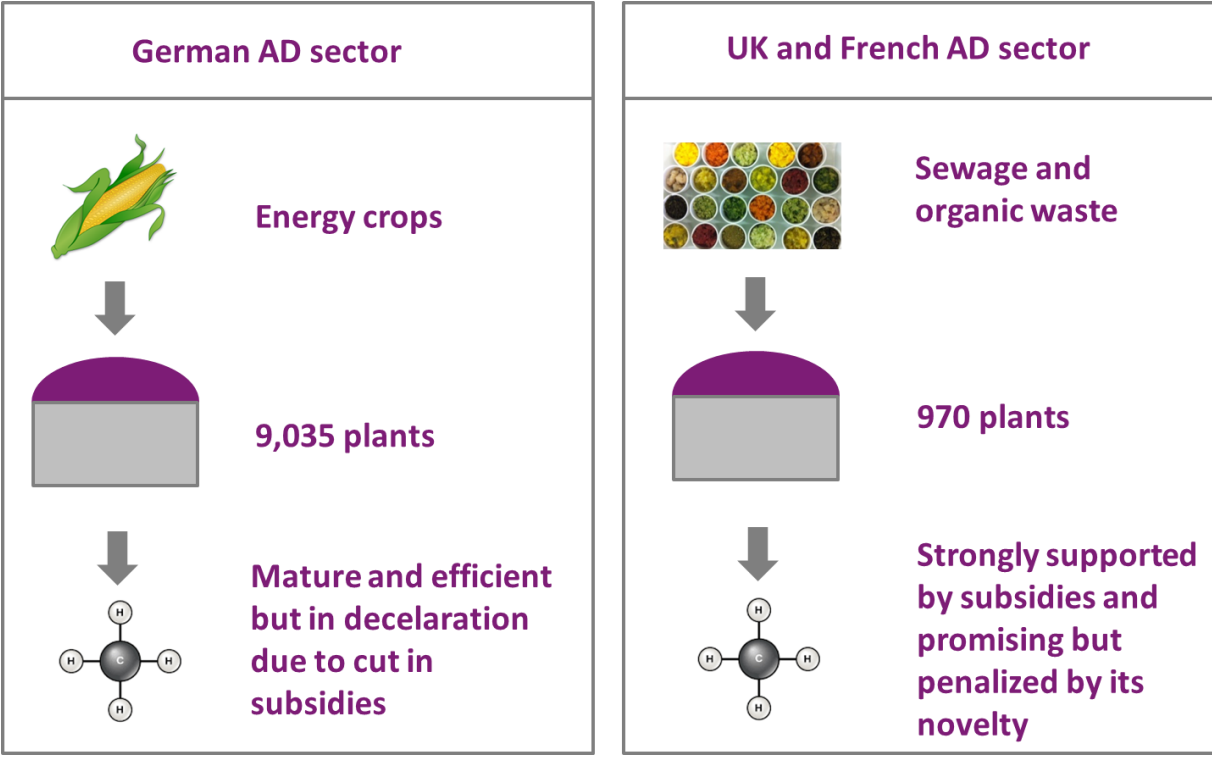 German AD sector
Energy crops
9,035 plants
Mature and efficient
but in decelaration
due to cut in
subsidies
H
H
C
H
H
UK and French AD sector
Sewage and
organic waste
970 plants
Strongly supported
by subsidies and
promising but
penalized by its
novelty
H
H
C
H
H